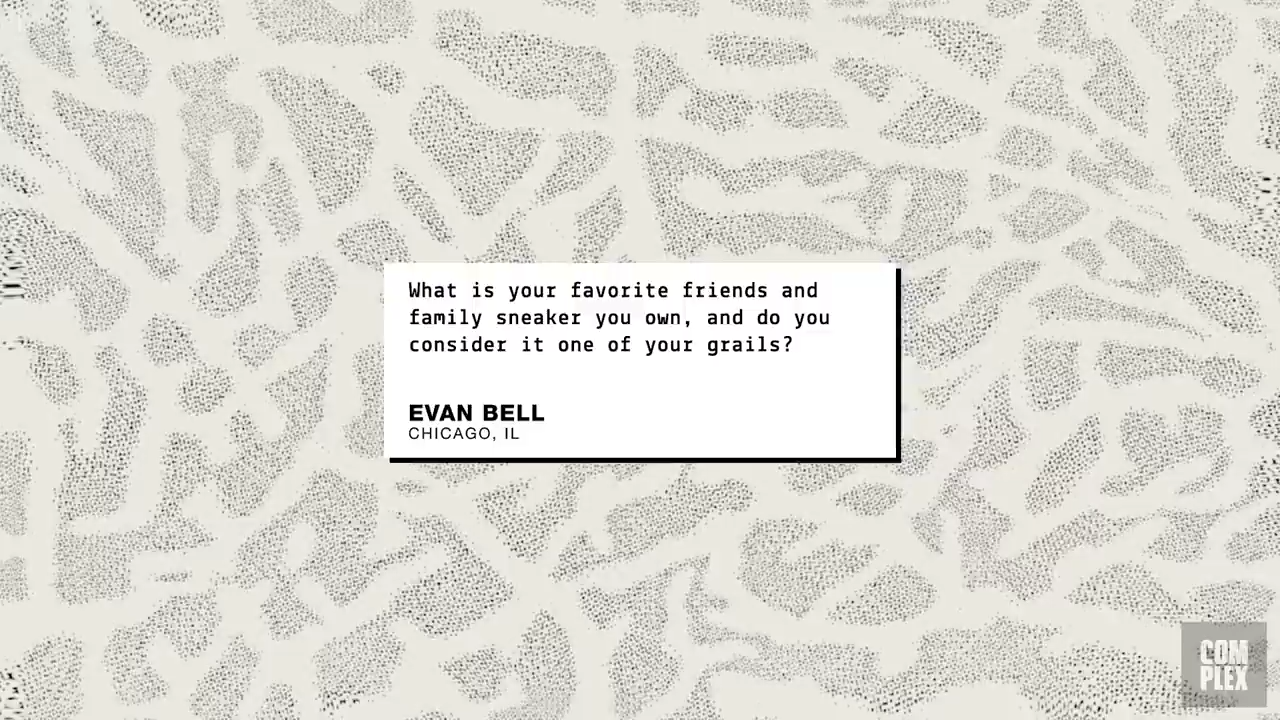 What is your favorite friends and
family sneaker you own, and do you
consider it one of your grails?
EVAN BELL
CHICAGO, IL
COM
PLEX